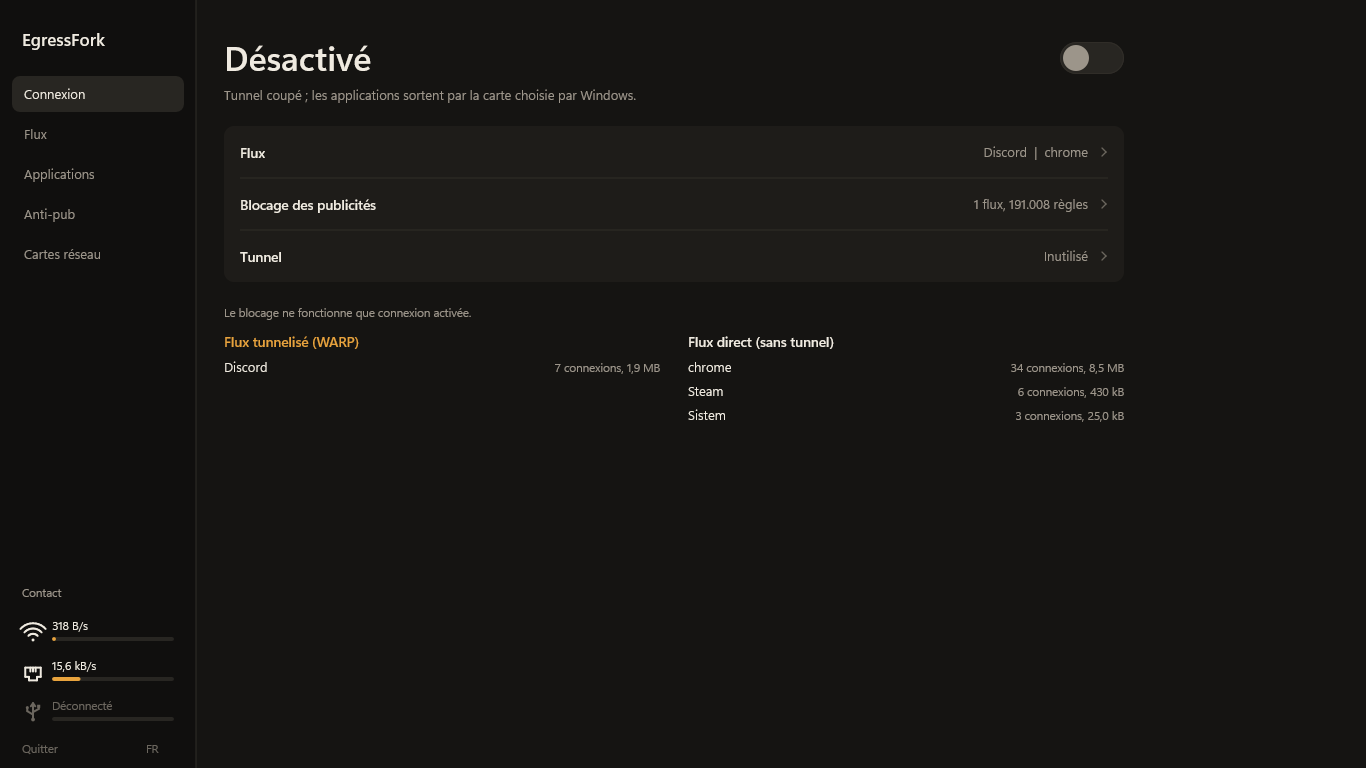 EgressFork
Connexion
Flux
Applications
Anti-pub
Cartes réseau
Contact
318 B/s
15,6 kB/s
Déconnecté
Quitter FR
Désactivé
Tunnel coupé ; les applications sortent par la carte choisie par Windows.
Flux Discord | chrome
Blocage des publicités 1 flux, 191.008 règles
Tunnel Inutilisé
Le blocage ne fonctionne que connexion activée.
Flux tunnelisé (WARP)
Discord 7 connexions, 1,9 MB
Flux direct (sans tunnel)
chrome 34 connexions, 8,5 MB
Steam 6 connexions, 430 kB
Sistem 3 connexions, 25,0 kB